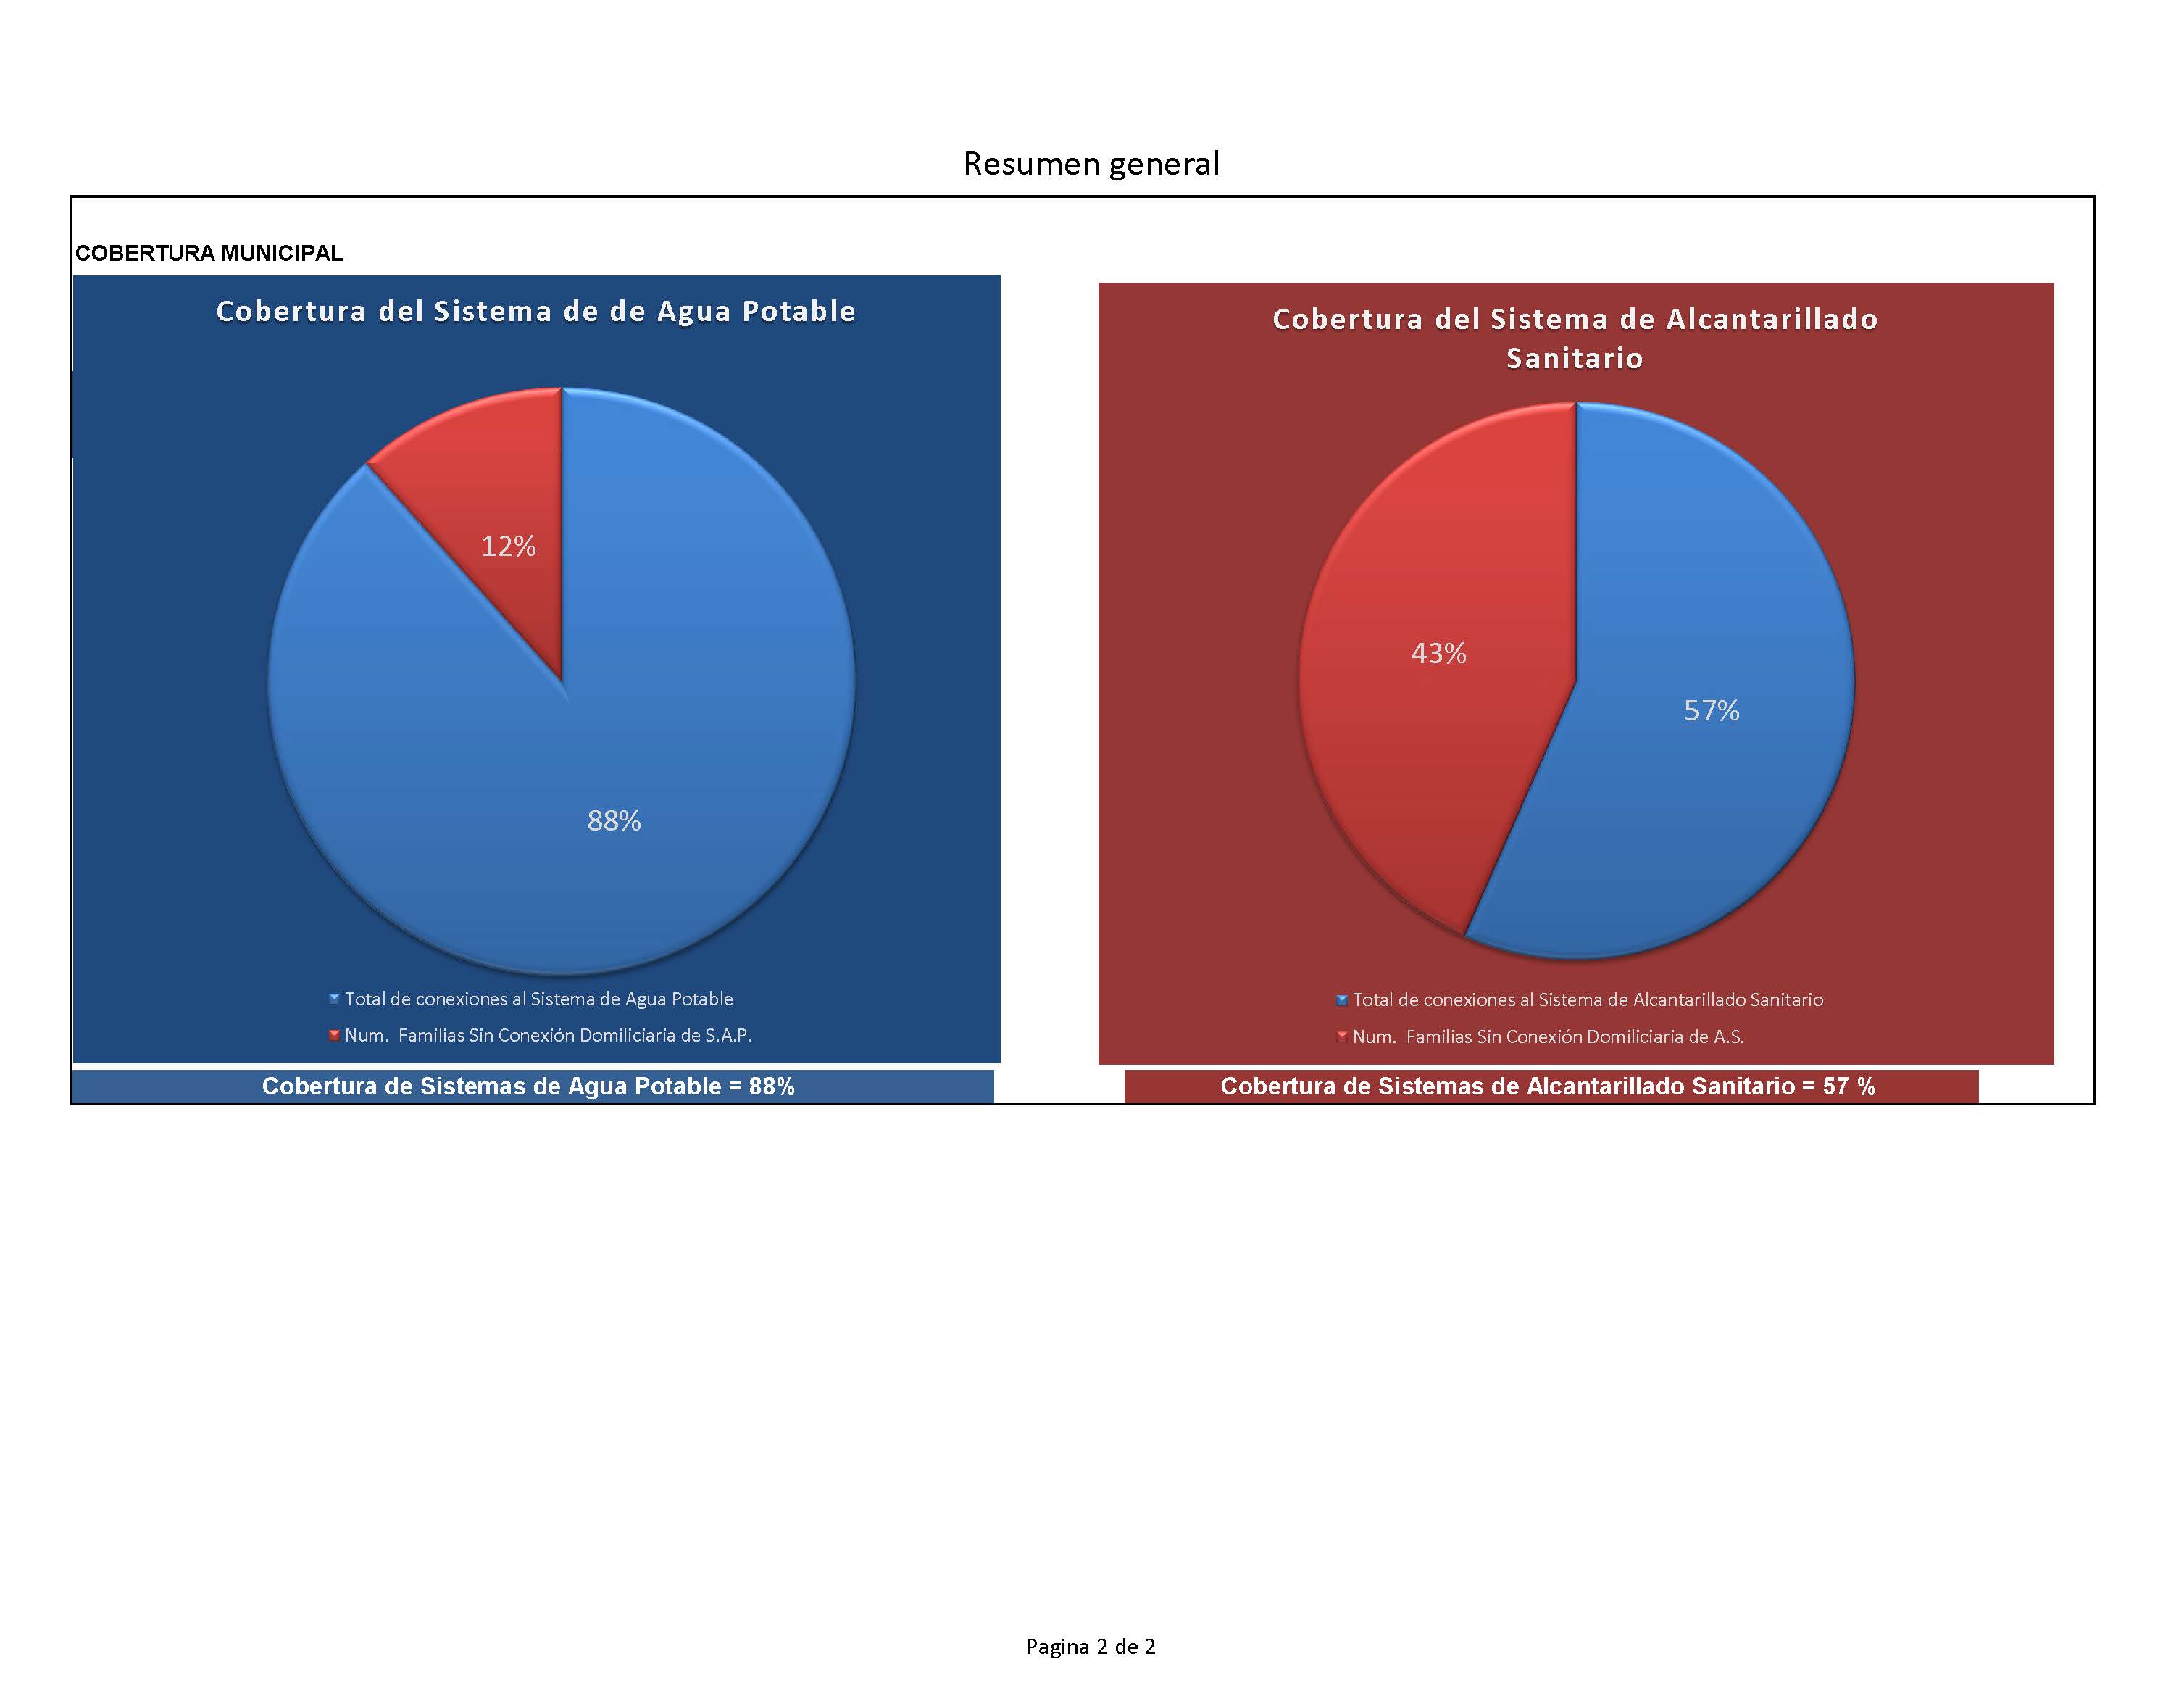 Resumen general
COBERTURA MUNICIPAL
Cobertura del Sistema de de Agua Potable
12%
88%
Total de conexiones al Sistema de Agua Potable
Num.  Familias Sin Conexión Domiliciaria de S.A.P.
Cobertura de Sistemas de Agua Potable = 88%
Cobertura del Sistema de Alcantarillado
Sanitario
43%
57%
Total de conexiones al Sistema de Alcantarillado Sanitario
Num.  Familias Sin Conexión Domiliciaria de A.S.
Cobertura de Sistemas de Alcantarillado Sanitario = 57 %
Pagina 2 de 2